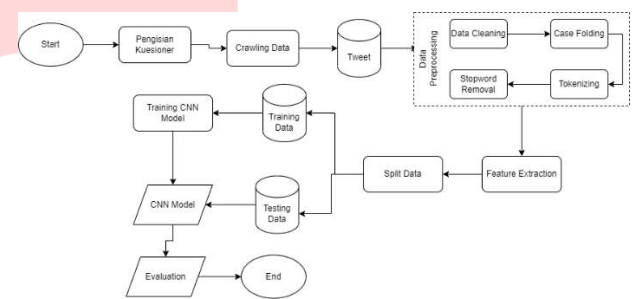 Start
Pengisian
Kuesioner
Crawling Data
Tweet
Data
Preprocessing
Data Cleaning
Case Folding
Stopword
Removal
Tokenizing
Training CNN
Model
Training
Data
Split Data
Feature Extraction
CNN Model
Testing
Data
Evaluation
End